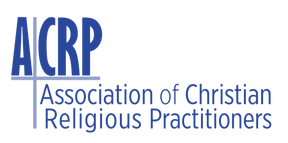 ACRP
Association of Christian
Religious Practitioners